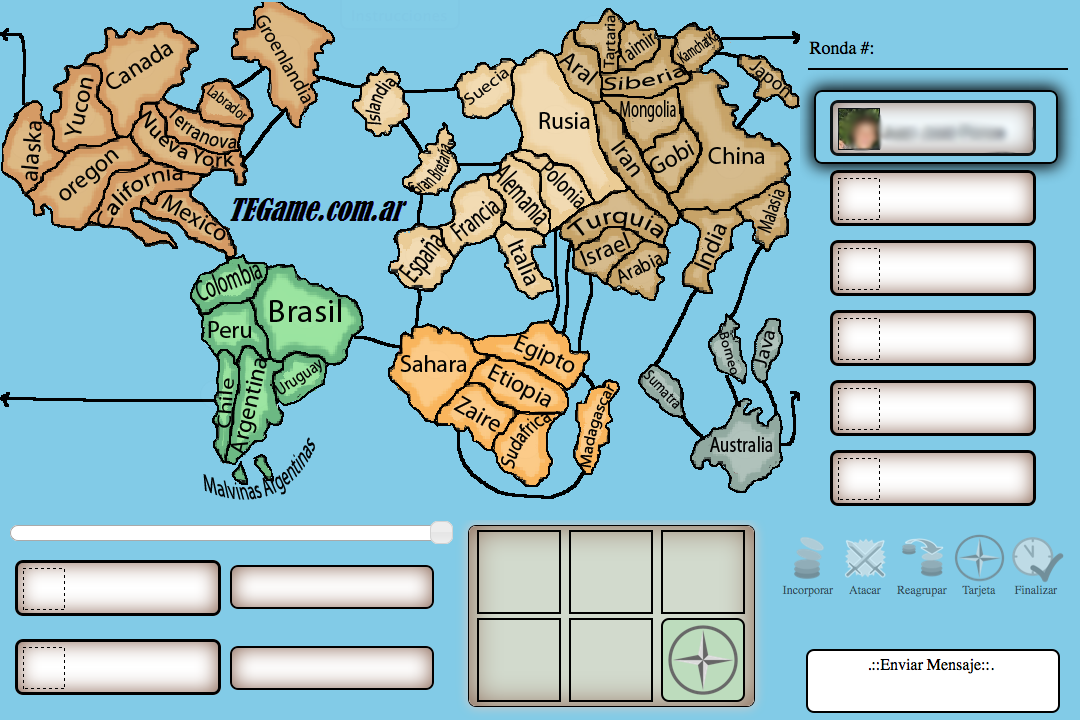 Ronda #:
Groenlandia
Canada
Yucon
Labrador
alaska
Terranova
Nueva York
oregon
California
Mexico
TEGame.com.ar
Islandia
Suecia
Gran Bretaña
Rusia
Alemania
Polonia
Francia
España
Italia
Tartaria
Taimir
Kamchatka
Aral
Siberia
Japon
Mongolia
Iran
Gobi
China
Malasia
Turquia
Israel
Arabia
India
Colombia
Brasil
Peru
Chile
Argentina
Uruguay
Malvinas Argentinas
Sahara
Egipto
Etiopia
Zaire
Sudafrica
Madagascar
Sumatra
Borneo
Java
Australia
Incorporar Atacar Reagrupar Tarjeta Finalizar
.::Enviar Mensaje::.